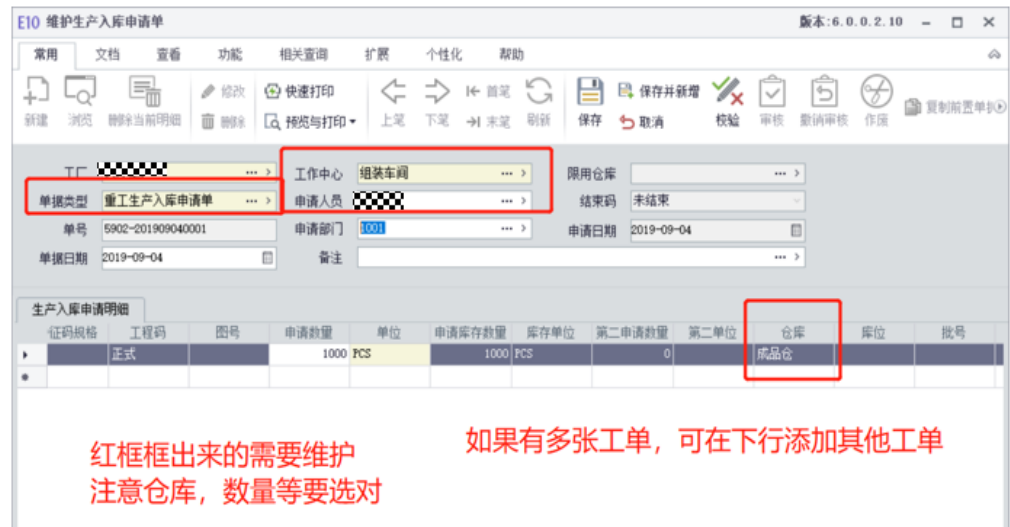 E10 维护生产入库申请单 版本:6.0.0.2.10
常用 文档 查看 功能 相关查询 扩展 个性化 帮助
新建 浏览 删除当前明细 修改 删除 快速打印 预览与打印 上笔 下笔 首笔 末笔 刷新 保存 保存并新增 取消 校验 审核 撤消审核 作废 复制前置单据
工厂 工作中心 组装车间 限用仓库
单据类型 重工生产入库申请单 申请人员 结束码 未结束
单号 5902-201909040001 申请部门 1001 申请日期 2019-09-04
单据日期 2019-09-04 备注
生产入库申请明细
征码规格 工程码 图号 申请数量 单位 申请库存数量 库存单位 第二申请数量 第二单位 仓库 库位 批号
正式 1000 PCS 1000 PCS 0 成品仓
如果有多张工单，可在下行添加其他工单
红框框出来的需要维护
注意仓库，数量等要选对